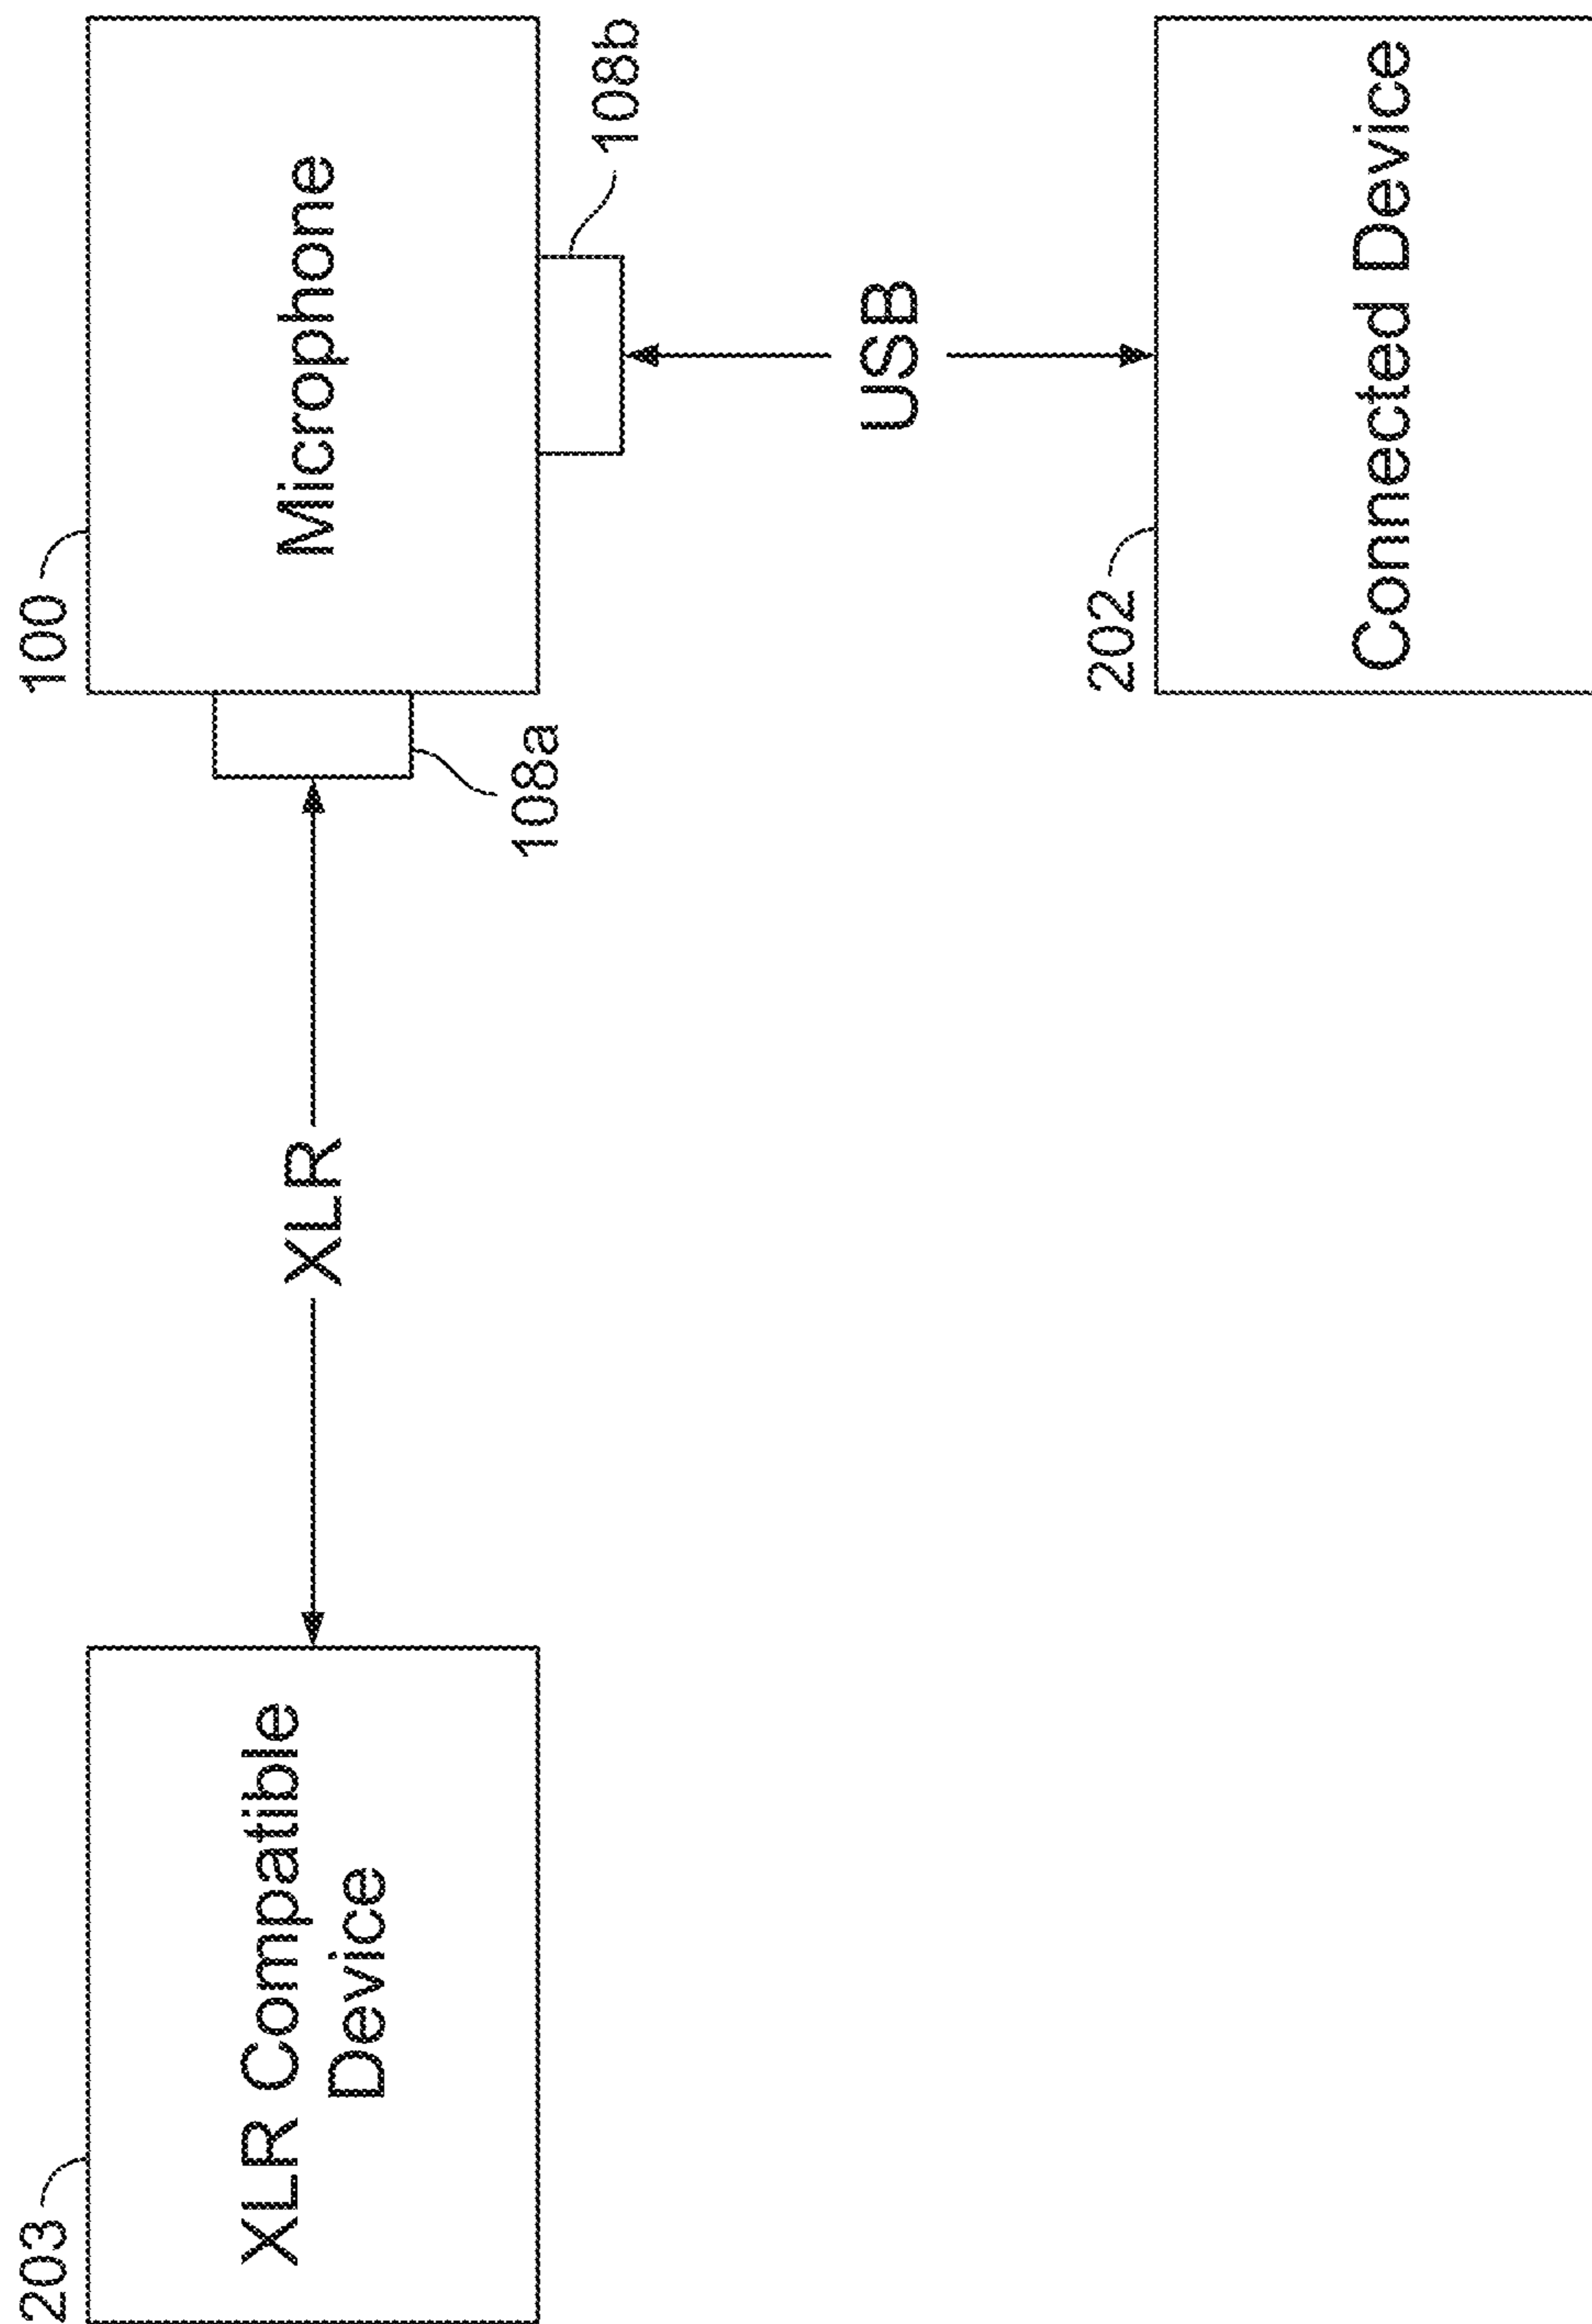 203
XLR Compatible
Device
XLR
108a
100
Microphone
108b
USB
202
Connected Device